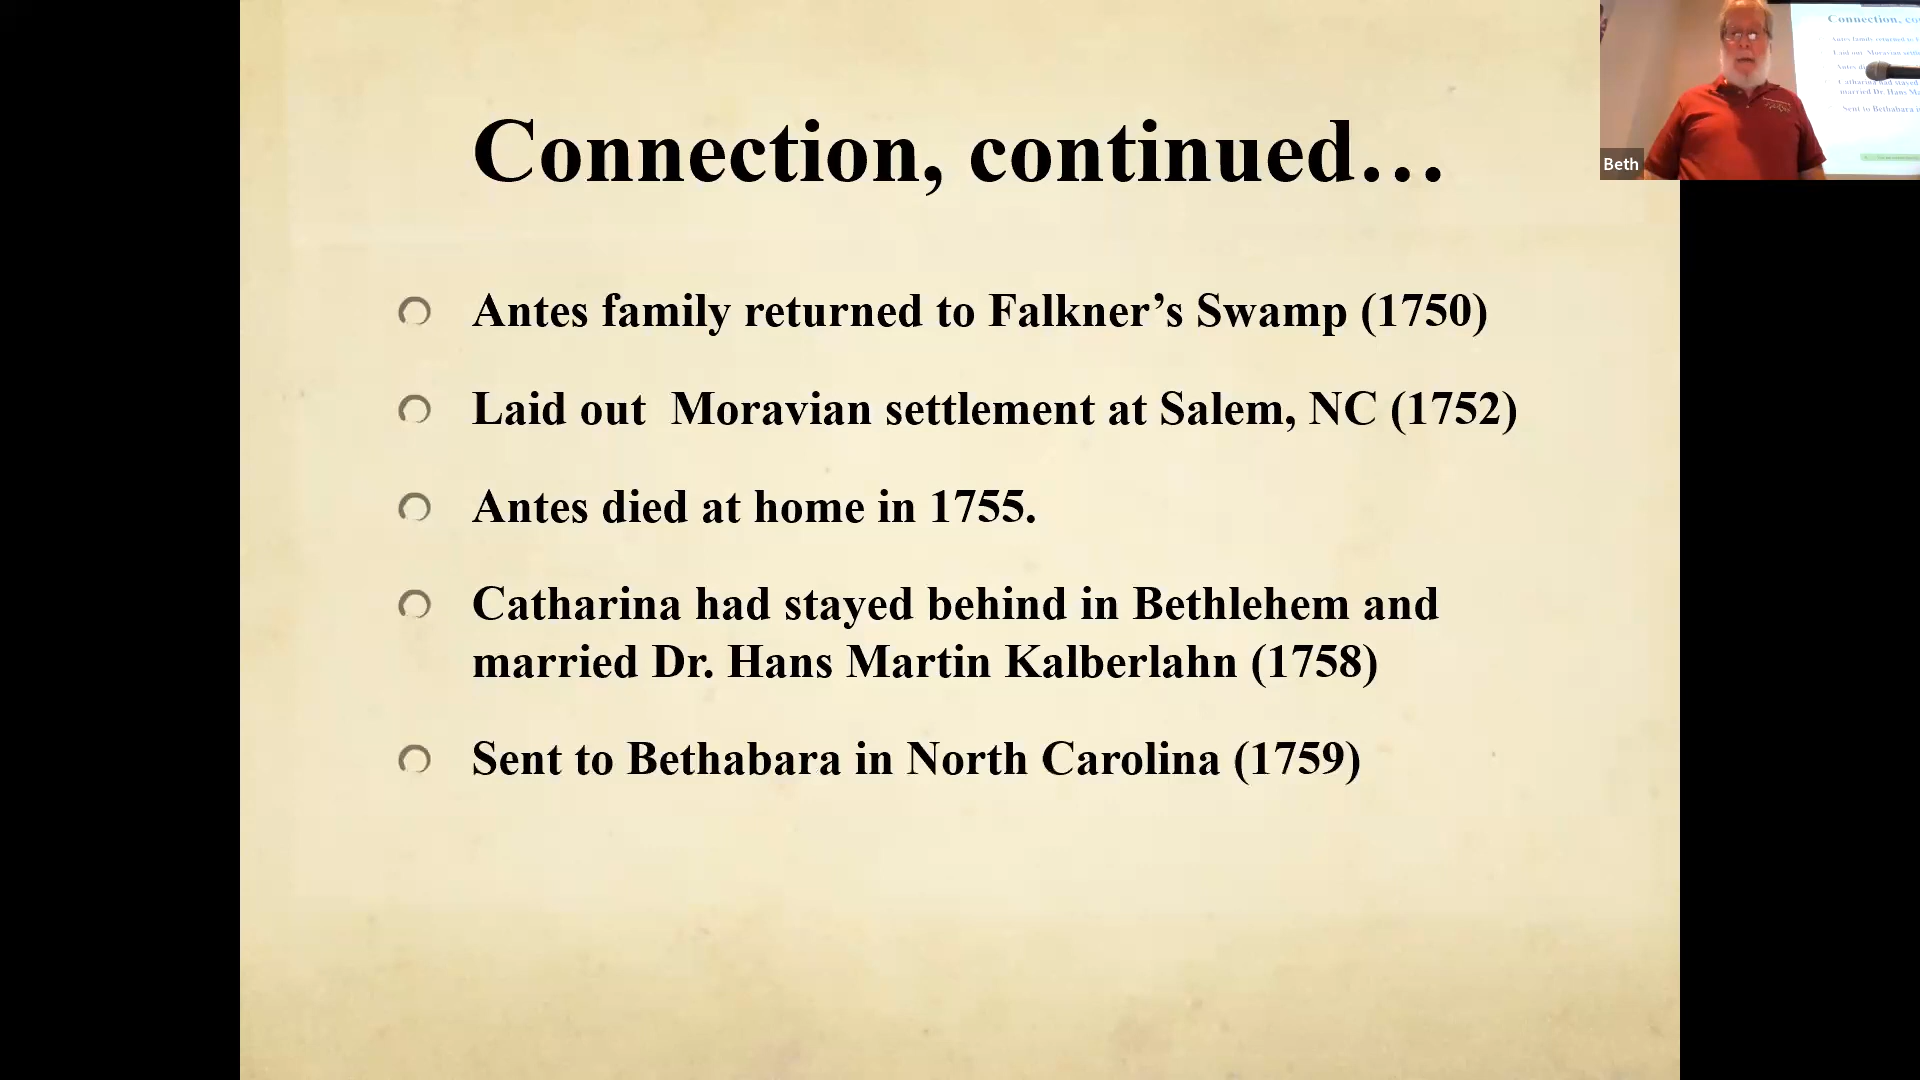 Connection, continued…
Antes family returned to Falkner’s Swamp (1750)
Laid out  Moravian settlement at Salem, NC (1752)
Antes died at home in 1755.
Catharina had stayed behind in Bethlehem and
married Dr. Hans Martin Kalberlahn (1758)
Sent to Bethabara in North Carolina (1759)
Beth
Connection, co